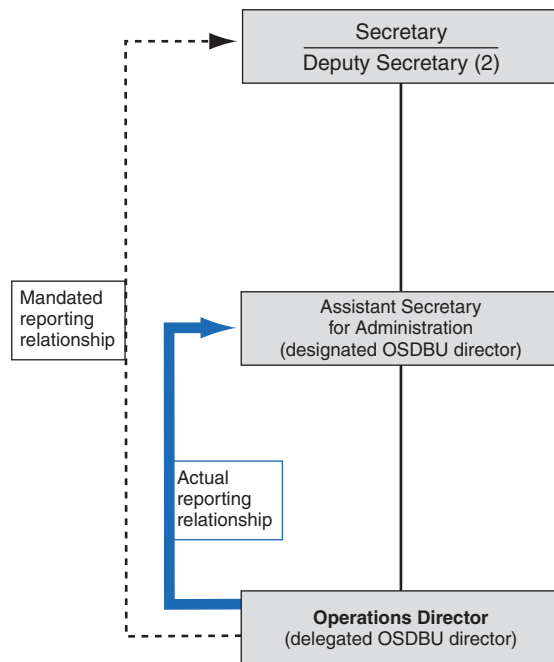 Secretary
Deputy Secretary (2)
Mandated
reporting
relationship
Assistant Secretary
for Administration
(designated OSDBU director)
Actual
reporting
relationship
Operations Director
(delegated OSDBU director)